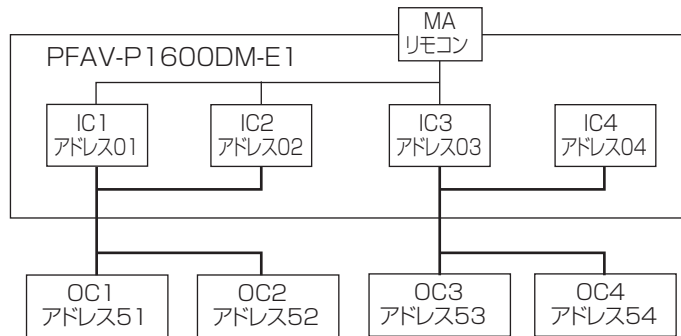 MA
リモコン
PFAV-P1600DM-E1
IC1
アドレス01
IC2
アドレス02
IC3
アドレス03
IC4
アドレス04
OC1
アドレス51
OC2
アドレス52
OC3
アドレス53
OC4
アドレス54